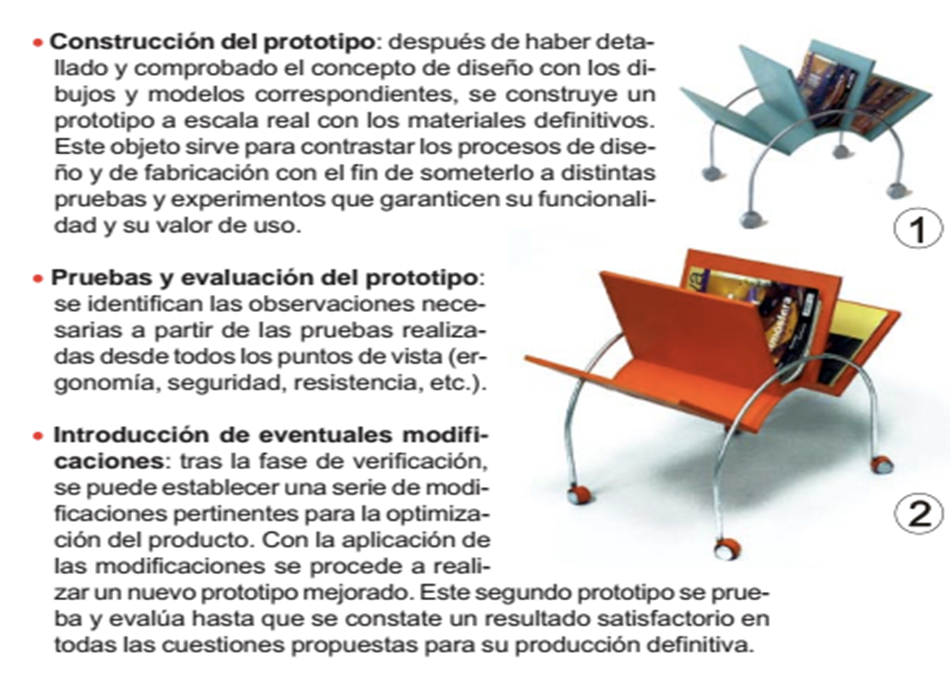 • Construcción del prototipo: después de haber deta-
llado y comprobado el concepto de diseño con los di-
bujos y modelos correspondientes, se construye un
prototipo a escala real con los materiales definitivos.
Este objeto sirve para contrastar los procesos de dise-
ño y de fabricación con el fin de someterlo a distintas
pruebas y experimentos que garanticen su funcionali-
dad y su valor de uso.
1
• Pruebas y evaluación del prototipo:
se identifican las observaciones nece-
sarias a partir de las pruebas realiza-
das desde todos los puntos de vista (er-
gonomía, seguridad, resistencia, etc.).
• Introducción de eventuales modifi-
caciones: tras la fase de verificación,
se puede establecer una serie de modi-
ficaciones pertinentes para la optimiza-
ción del producto. Con la aplicación de
las modificaciones se procede a reali-
zar un nuevo prototipo mejorado. Este segundo prototipo se prue-
ba y evalúa hasta que se constate un resultado satisfactorio en
todas las cuestiones propuestas para su producción definitiva.
2